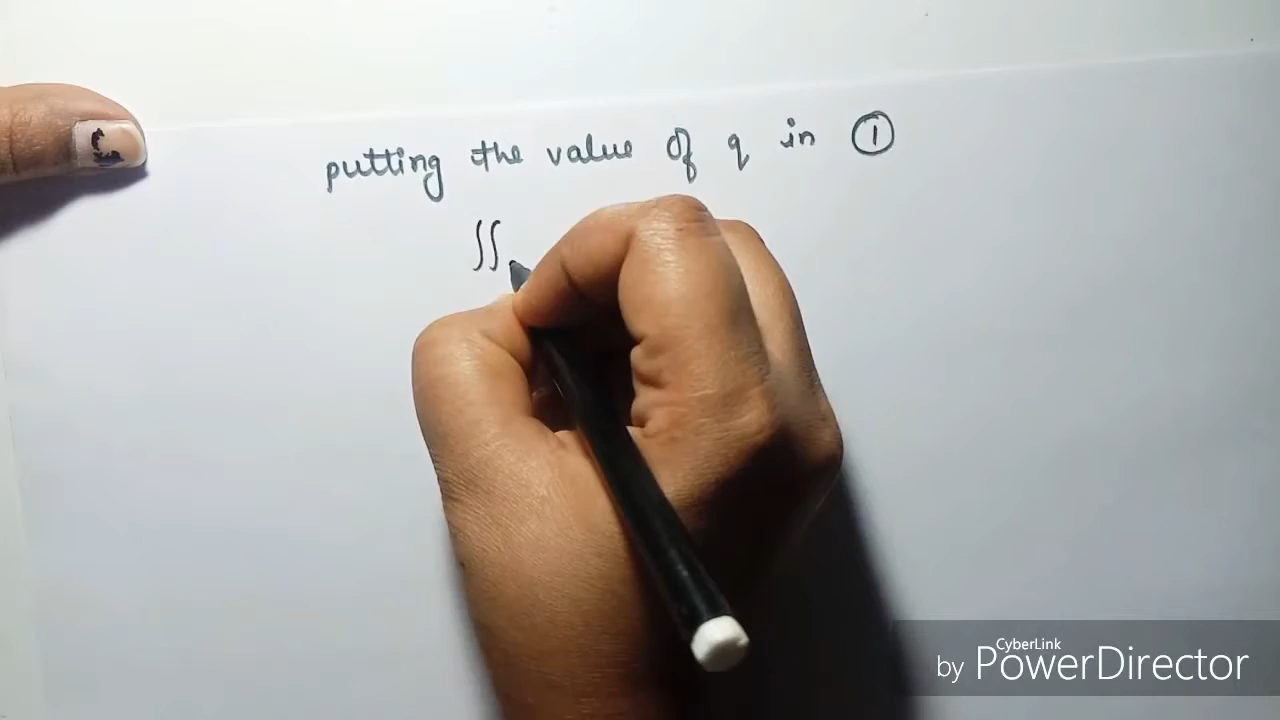 putting the value of q in ①
∬
CyberLink
by PowerDirector